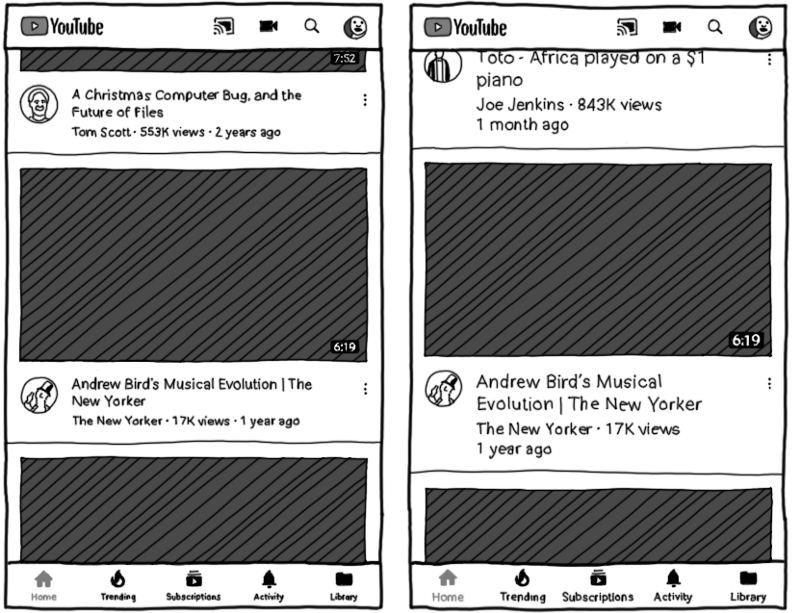 YouTube
7:52
A Christmas Computer Bug, and the
Future of Files
Tom Scott · 553K views · 2 years ago
6:19
Andrew Bird's Musical Evolution | The
New Yorker
The New Yorker · 17K views · 1 year ago
Home Trending Subscriptions Activity Library
YouTube
Toto - Africa played on a $1
piano
Joe Jenkins · 843K views
1 month ago
6:19
Andrew Bird's Musical
Evolution | The New Yorker
The New Yorker · 17K views
1 year ago
Home Trending Subscriptions Activity Library